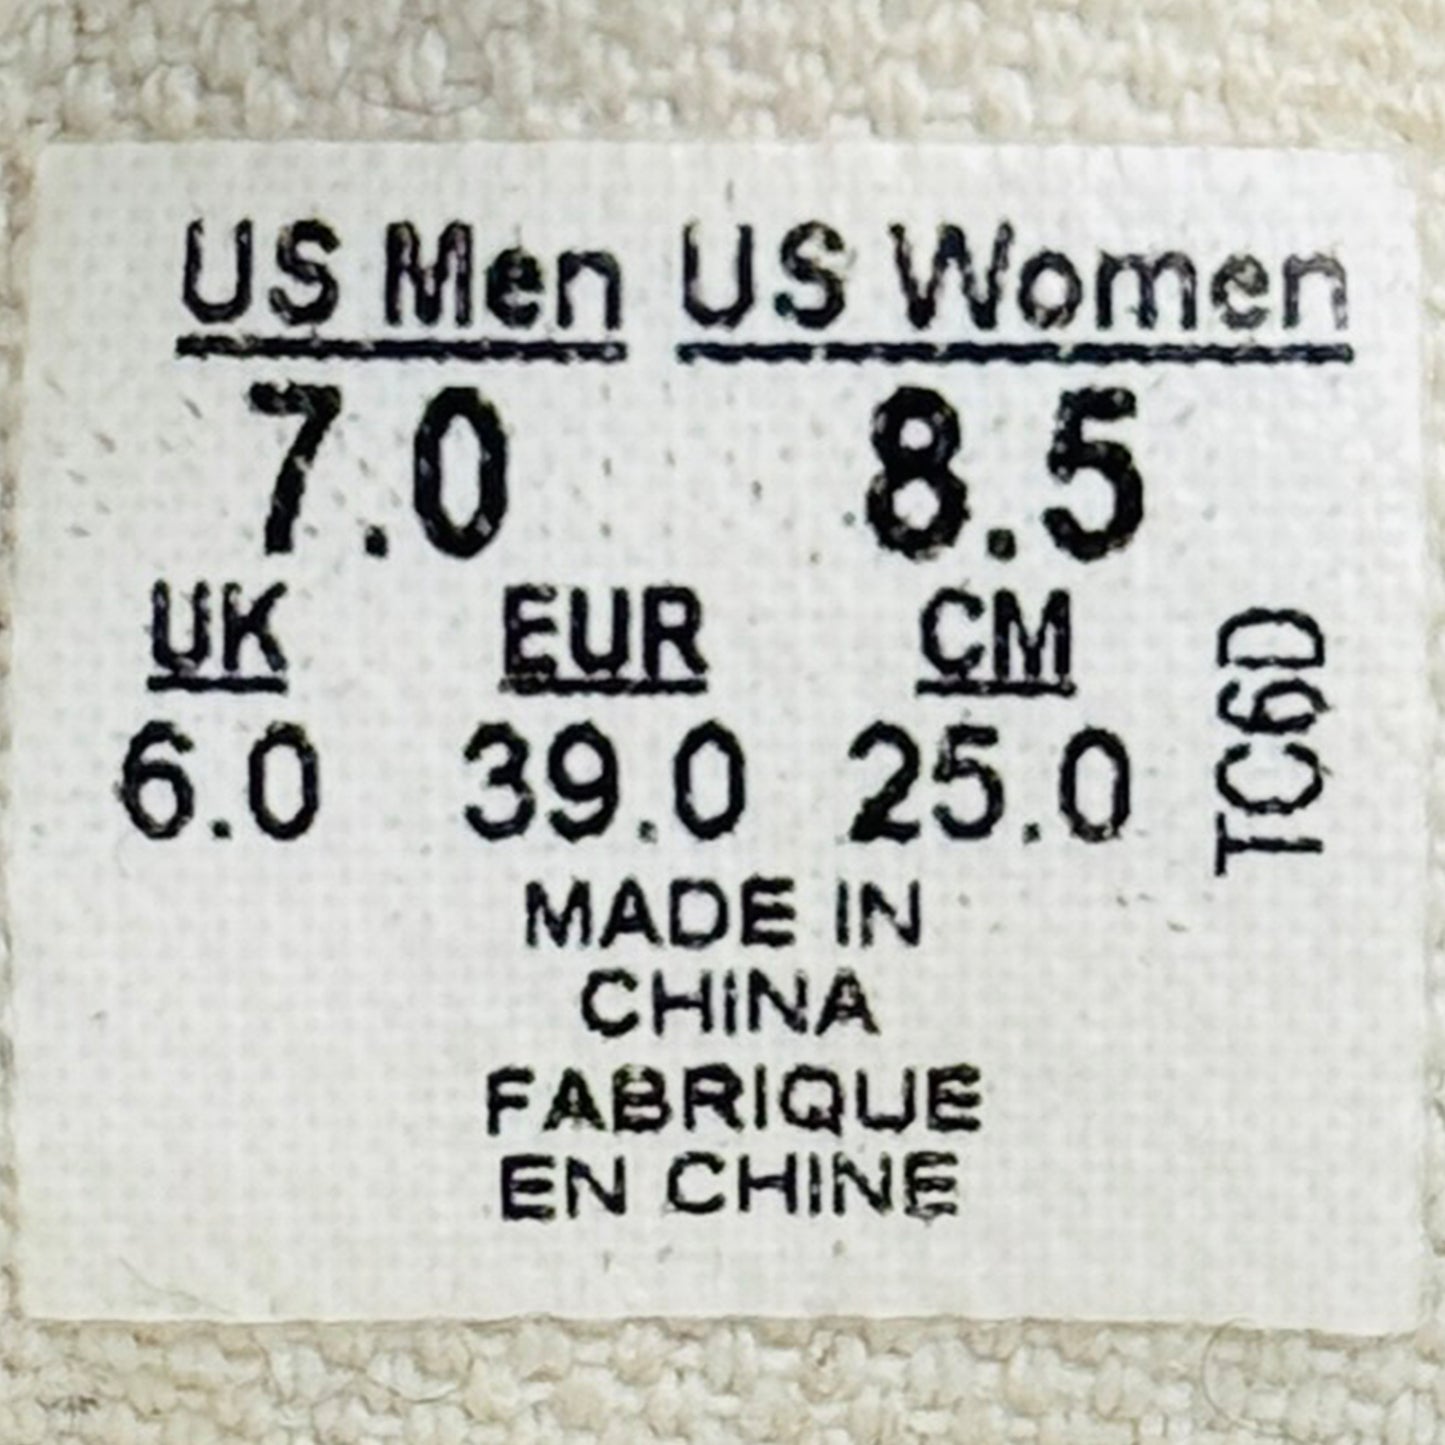 US Men US Women
7.0 8.5
UK EUR CM
6.0 39.0 25.0
TC6D
MADE IN
CHINA
FABRIQUE
EN CHINE